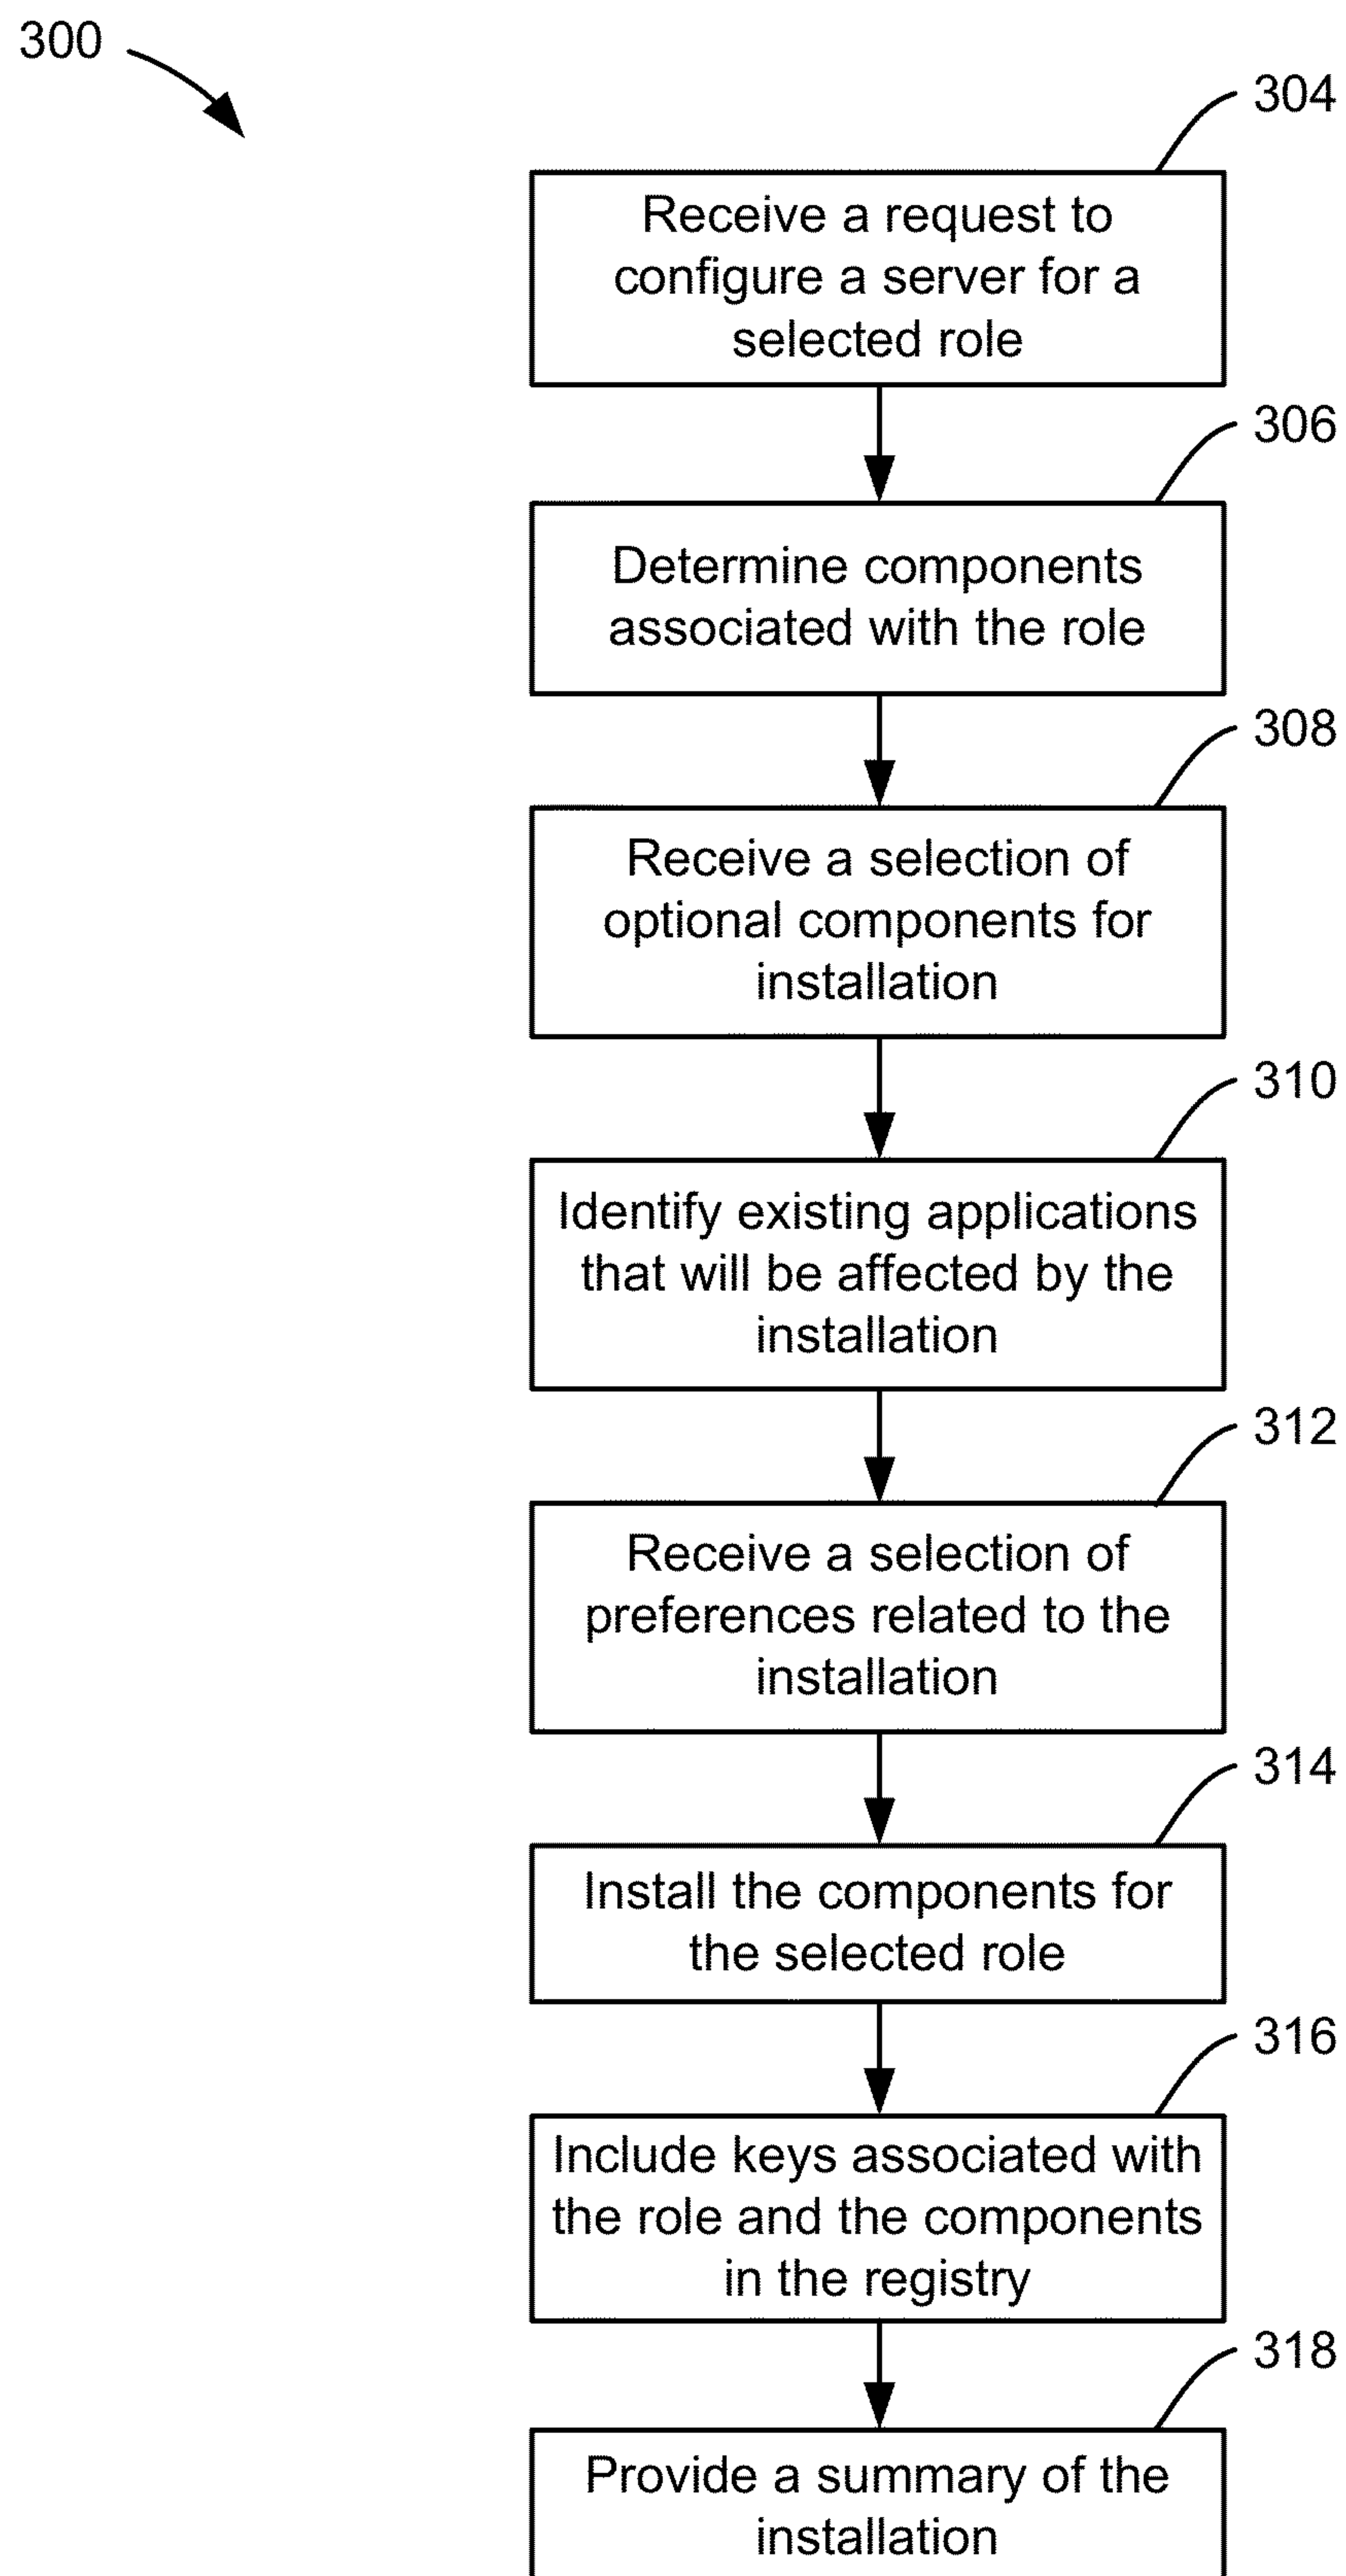 300
304
Receive a request to
configure a server for a
selected role
306
Determine components
associated with the role
308
Receive a selection of
optional components for
installation
310
Identify existing applications
that will be affected by the
installation
312
Receive a selection of
preferences related to the
installation
314
Install the components for
the selected role
316
Include keys associated with
the role and the components
in the registry
318
Provide a summary of the
installation